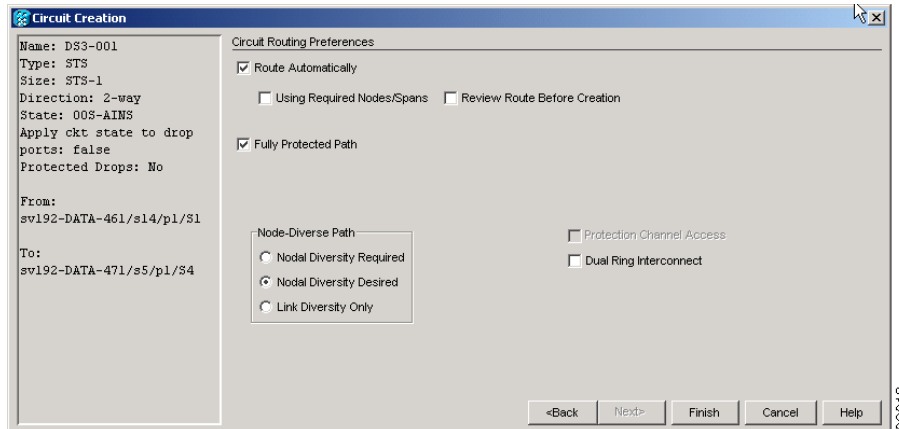 Circuit Creation
Name: DS3-001
Type: STS
Size: STS-1
Direction: 2-way
State: OOS-AINS
Apply ckt state to drop
ports: false
Protected Drops: No
From:
sv192-DATA-461/s14/p1/S1
To:
sv192-DATA-471/s5/p1/S4
Circuit Routing Preferences
Route Automatically
Using Required Nodes/Spans
Review Route Before Creation
Fully Protected Path
Node-Diverse Path
Nodal Diversity Required
Nodal Diversity Desired
Link Diversity Only
Protection Channel Access
Dual Ring Interconnect
<Back
Next>
Finish
Cancel
Help